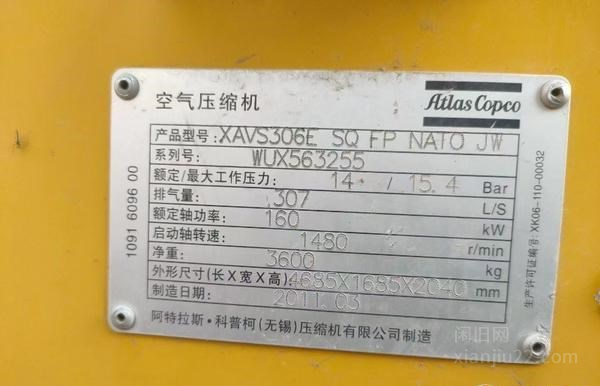 空气压缩机
Atlas Copco
产品型号: XAVS306E SQ FP NATO JW
系列号: WUX563255
额定/最大工作压力: 14 / 15.4 Bar
排气量: 307 L/S
额定轴功率: 160 kW
启动轴转速: 1480 r/min
净重: 3600 kg
外形尺寸(长X宽X高): 4685X1685X2040 mm
制造日期: 2011.03
阿特拉斯·科普柯(无锡)压缩机有限公司制造
1091 6096 00
生产许可证编号: XK06-110-00032
闲旧网
xianjiu22.com